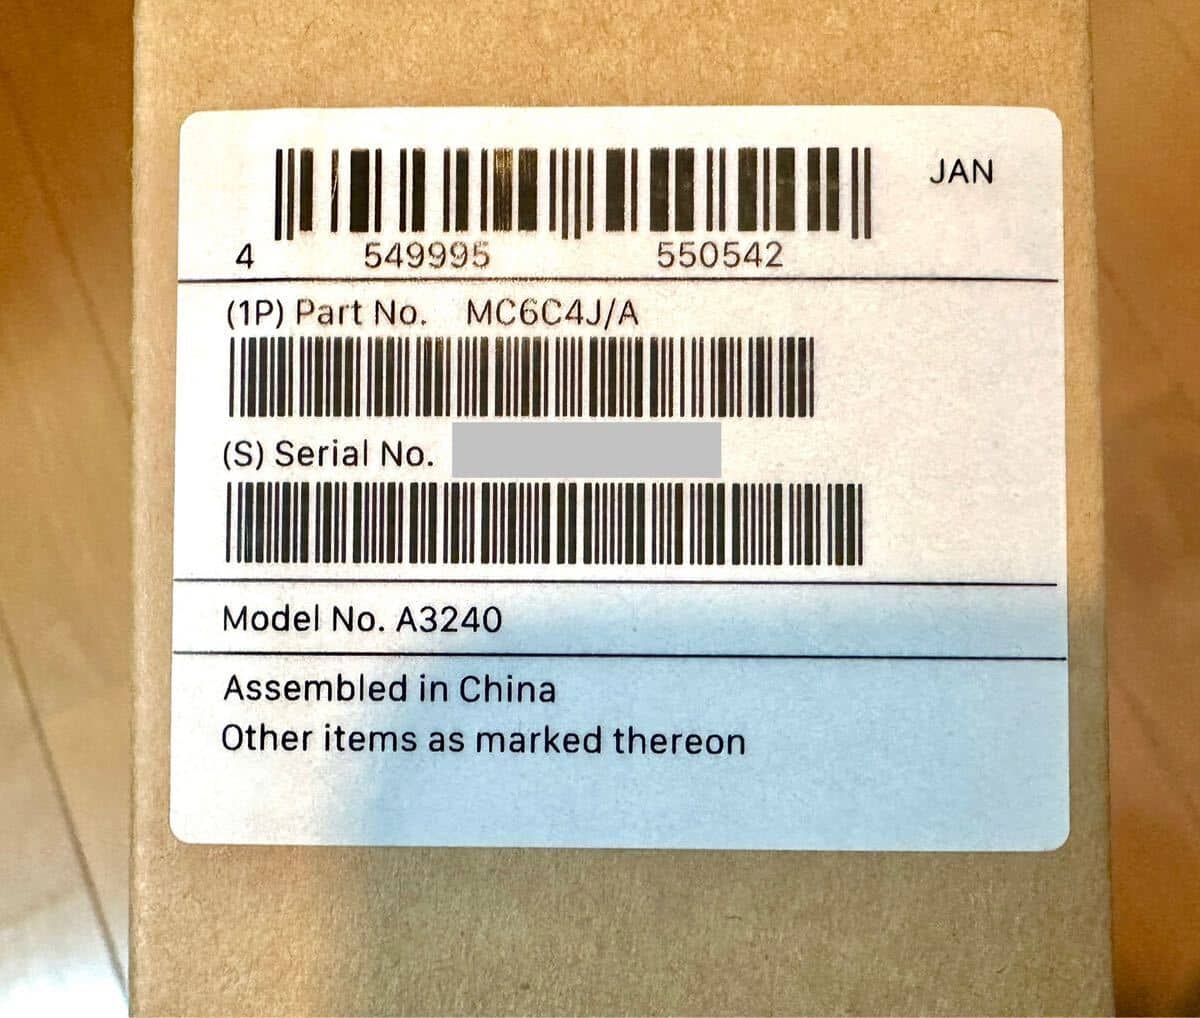 JAN
4 549995 550542
(1P) Part No. MC6C4J/A
(S) Serial No.
Model No. A3240
Assembled in China
Other items as marked thereon